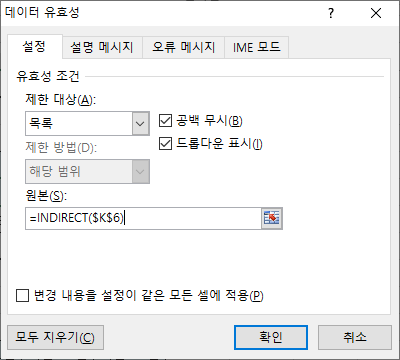 데이터 유효성
? ×
설정 설명 메시지 오류 메시지 IME 모드
유효성 조건
제한 대상(A):
목록
공백 무시(B)
제한 방법(D):
드롭다운 표시(I)
해당 범위
원본(S):
=INDIRECT($K$6)
변경 내용을 설정이 같은 모든 셀에 적용(P)
모두 지우기(C) 확인 취소